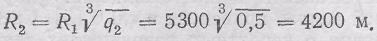 R₂ = R₁ ∛q₂ = 5300 ∛0,5 = 4200 м.